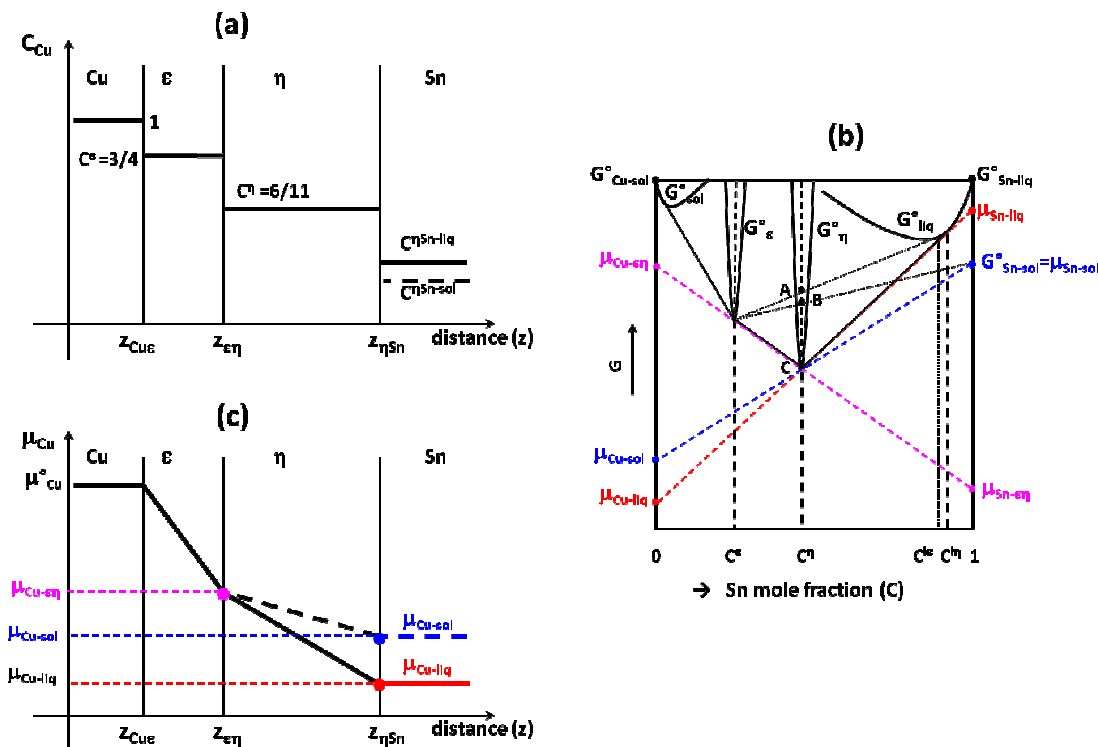 (a)
C_Cu
Cu ε η Sn
1
C^ε =3/4
C^η =6/11
C^ηSn-liq
C^ηSn-sol
z_Cuε z_εη z_ηSn distance (z)
(b)
G°_Cu-sol G°_Sn-liq
G°_sol
G°_ε G°_η G°_liq
μ_Sn-liq
μ_Cu-εη
G°_Sn-sol=μ_Sn-sol
A
B
G
C
μ_Cu-sol
μ_Cu-liq
μ_Sn-εη
0 C^ε C^η C^lε C^lη 1
→ Sn mole fraction (C)
(c)
μ_Cu
Cu ε η Sn
μ°_Cu
μ_Cu-εη
μ_Cu-sol μ_Cu-sol
μ_Cu-liq μ_Cu-liq
z_Cuε z_εη z_ηSn distance (z)